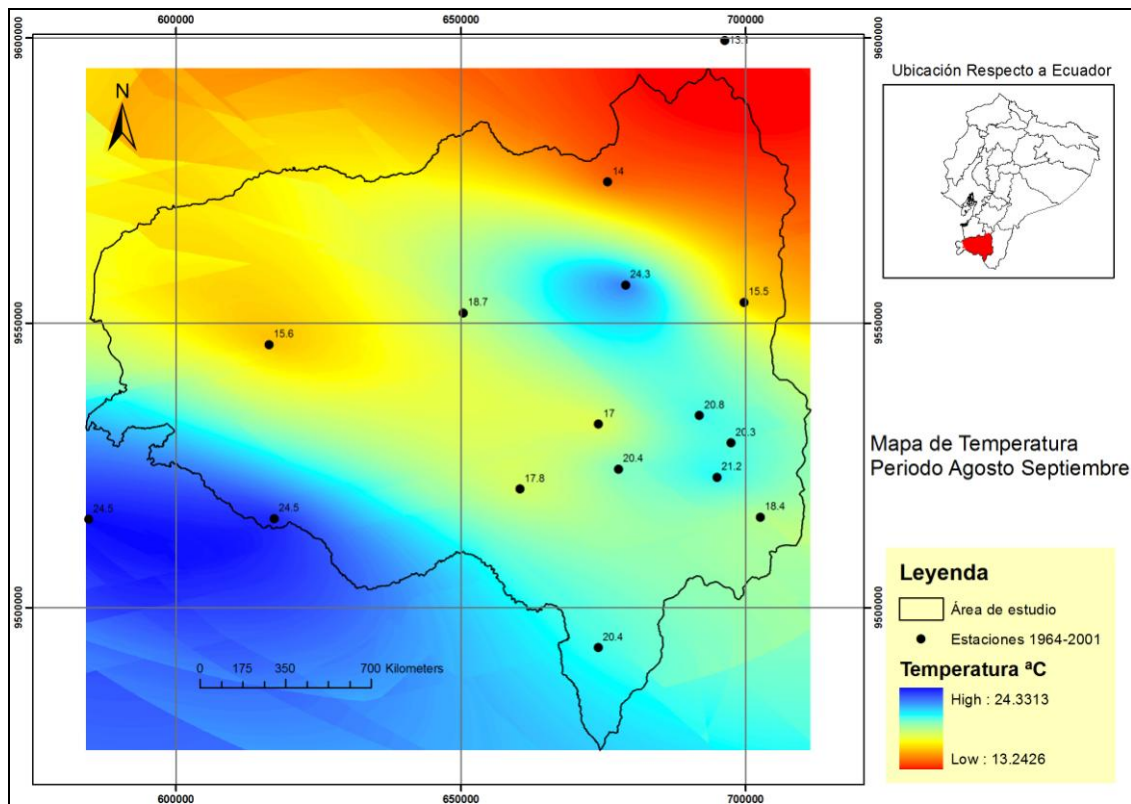 600000
650000
700000
9600000
9600000
13.1
Ubicación Respecto a Ecuador
N
14
24.3
15.5
18.7
9550000
9550000
15.6
20.8
17
20.3
Mapa de Temperatura
Periodo Agosto Septiembre
20.4
21.2
17.8
18.4
24.5
24.5
Leyenda
Área de estudio
Estaciones 1964-2001
Temperatura ªC
High : 24.3313
Low : 13.2426
9500000
9500000
20.4
0 175 350 700 Kilometers
600000
650000
700000